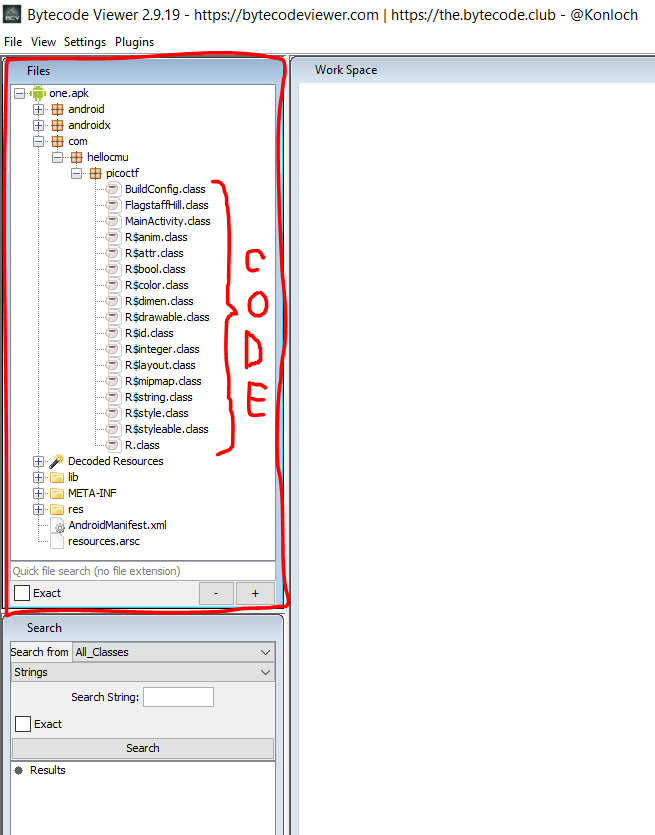 Bytecode Viewer 2.9.19 - https://bytecodeviewer.com | https://the.bytecode.club - @Konloch
File View Settings Plugins
Files
Work Space
one.apk
android
androidx
com
hellocmu
picoctf
BuildConfig.class
FlagstaffHill.class
MainActivity.class
R$anim.class
R$attr.class
R$bool.class
R$color.class
R$dimen.class
R$drawable.class
R$id.class
R$integer.class
R$layout.class
R$mipmap.class
R$string.class
R$style.class
R$styleable.class
R.class
CODE
Decoded Resources
lib
META-INF
res
AndroidManifest.xml
resources.arsc
Quick file search (no file extension)
Exact - +
Search
Search from All_Classes
Strings
Search String:
Exact
Search
Results